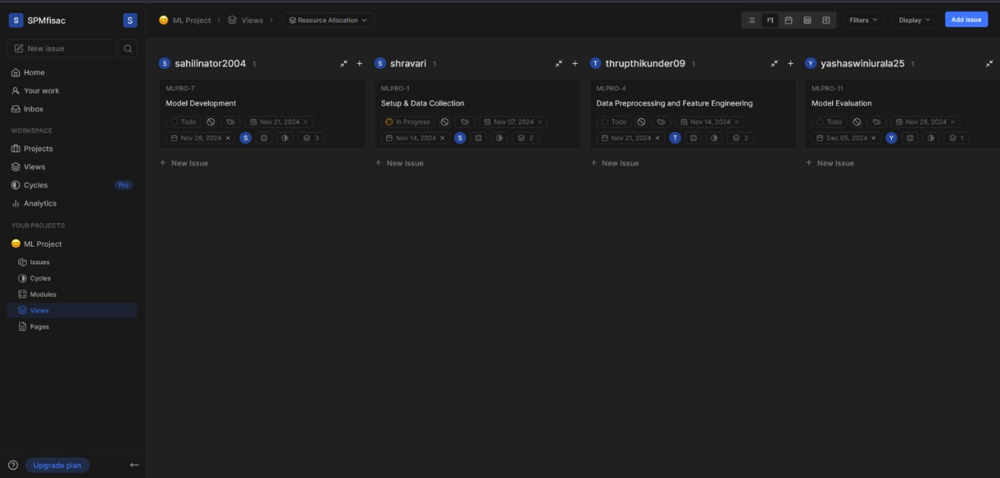 S SPMfisac S
New issue
Home
Your work
Inbox
WORKSPACE
Projects
Views
Cycles Pro
Analytics
YOUR PROJECTS
ML Project
Issues
Cycles
Modules
Views
Pages
Upgrade plan
ML Project Views Resource Allocation Filters Display Add issue
S sahilinator2004 1
MLPRO-7
Model Development
Todo Nov 21, 2024
Nov 28, 2024 S 3
New Issue
S shravari 1
MLPRO-1
Setup & Data Collection
In Progress Nov 07, 2024
Nov 14, 2024 S 2
New Issue
T thrupthikunder09 1
MLPRO-4
Data Preprocessing and Feature Engineering
Todo Nov 14, 2024
Nov 21, 2024 T 2
New Issue
Y yashaswiniurala25 1
MLPRO-11
Model Evaluation
Todo Nov 28, 2024
Dec 05, 2024 Y 1
New Issue